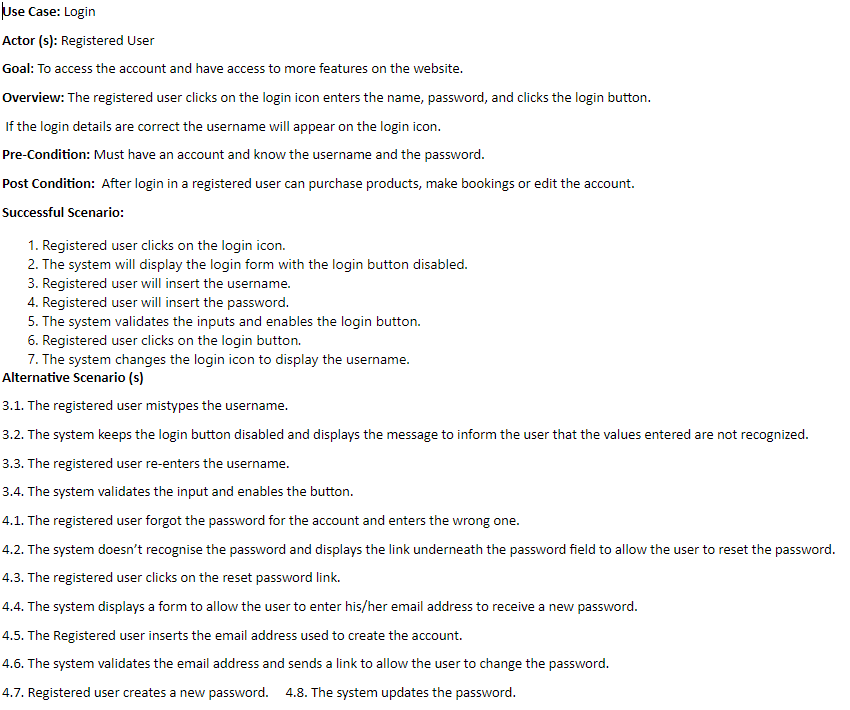 Use Case: Login
Actor (s): Registered User
Goal: To access the account and have access to more features on the website.
Overview: The registered user clicks on the login icon enters the name, password, and clicks the login button.
If the login details are correct the username will appear on the login icon.
Pre-Condition: Must have an account and know the username and the password.
Post Condition: After login in a registered user can purchase products, make bookings or edit the account.
Successful Scenario:
1. Registered user clicks on the login icon.
2. The system will display the login form with the login button disabled.
3. Registered user will insert the username.
4. Registered user will insert the password.
5. The system validates the inputs and enables the login button.
6. Registered user clicks on the login button.
7. The system changes the login icon to display the username.
Alternative Scenario (s)
3.1. The registered user mistypes the username.
3.2. The system keeps the login button disabled and displays the message to inform the user that the values entered are not recognized.
3.3. The registered user re-enters the username.
3.4. The system validates the input and enables the button.
4.1. The registered user forgot the password for the account and enters the wrong one.
4.2. The system doesn't recognise the password and displays the link underneath the password field to allow the user to reset the password.
4.3. The registered user clicks on the reset password link.
4.4. The system displays a form to allow the user to enter his/her email address to receive a new password.
4.5. The Registered user inserts the email address used to create the account.
4.6. The system validates the email address and sends a link to allow the user to change the password.
4.7. Registered user creates a new password. 4.8. The system updates the password.